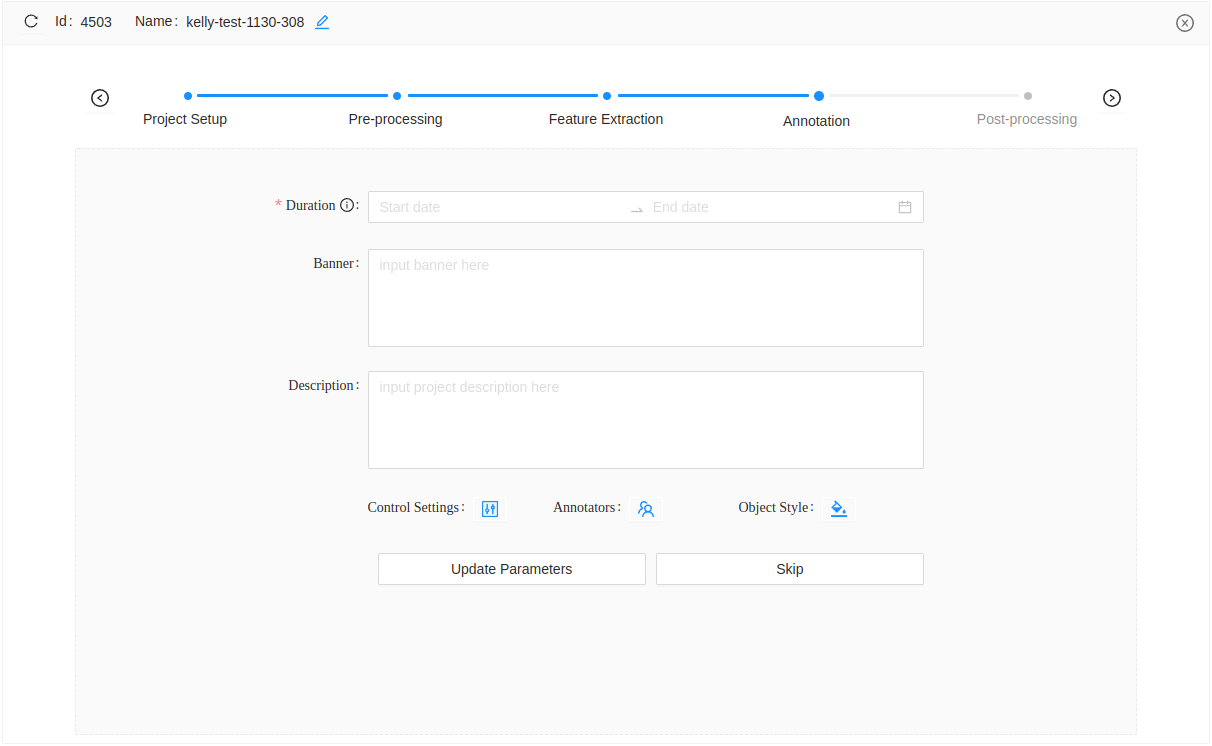 Id: 4503 Name: kelly-test-1130-308
Project Setup Pre-processing Feature Extraction Annotation Post-processing
* Duration : Start date End date
Banner: input banner here
Description: input project description here
Control Settings: Annotators: Object Style:
Update Parameters Skip